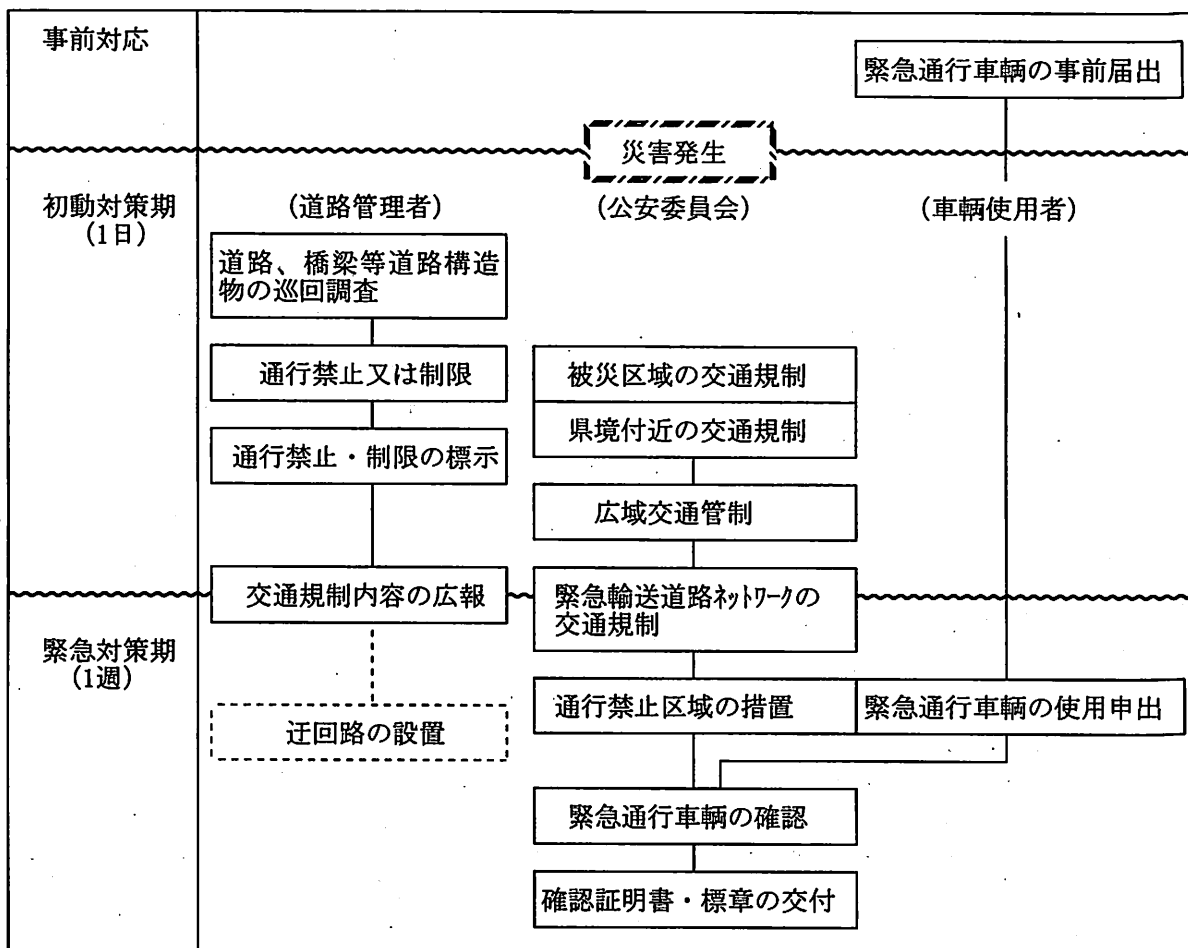 事前対応
緊急通行車輌の事前届出
災害発生
初動対策期
(1日)
(道路管理者)
(公安委員会)
(車輌使用者)
道路、橋梁等道路構造
物の巡回調査
通行禁止又は制限
被災区域の交通規制
県境付近の交通規制
通行禁止・制限の標示
広域交通管制
交通規制内容の広報
緊急輸送道路ネットワークの
交通規制
緊急対策期
(1週)
通行禁止区域の措置
緊急通行車輌の使用申出
迂回路の設置
緊急通行車輌の確認
確認証明書・標章の交付